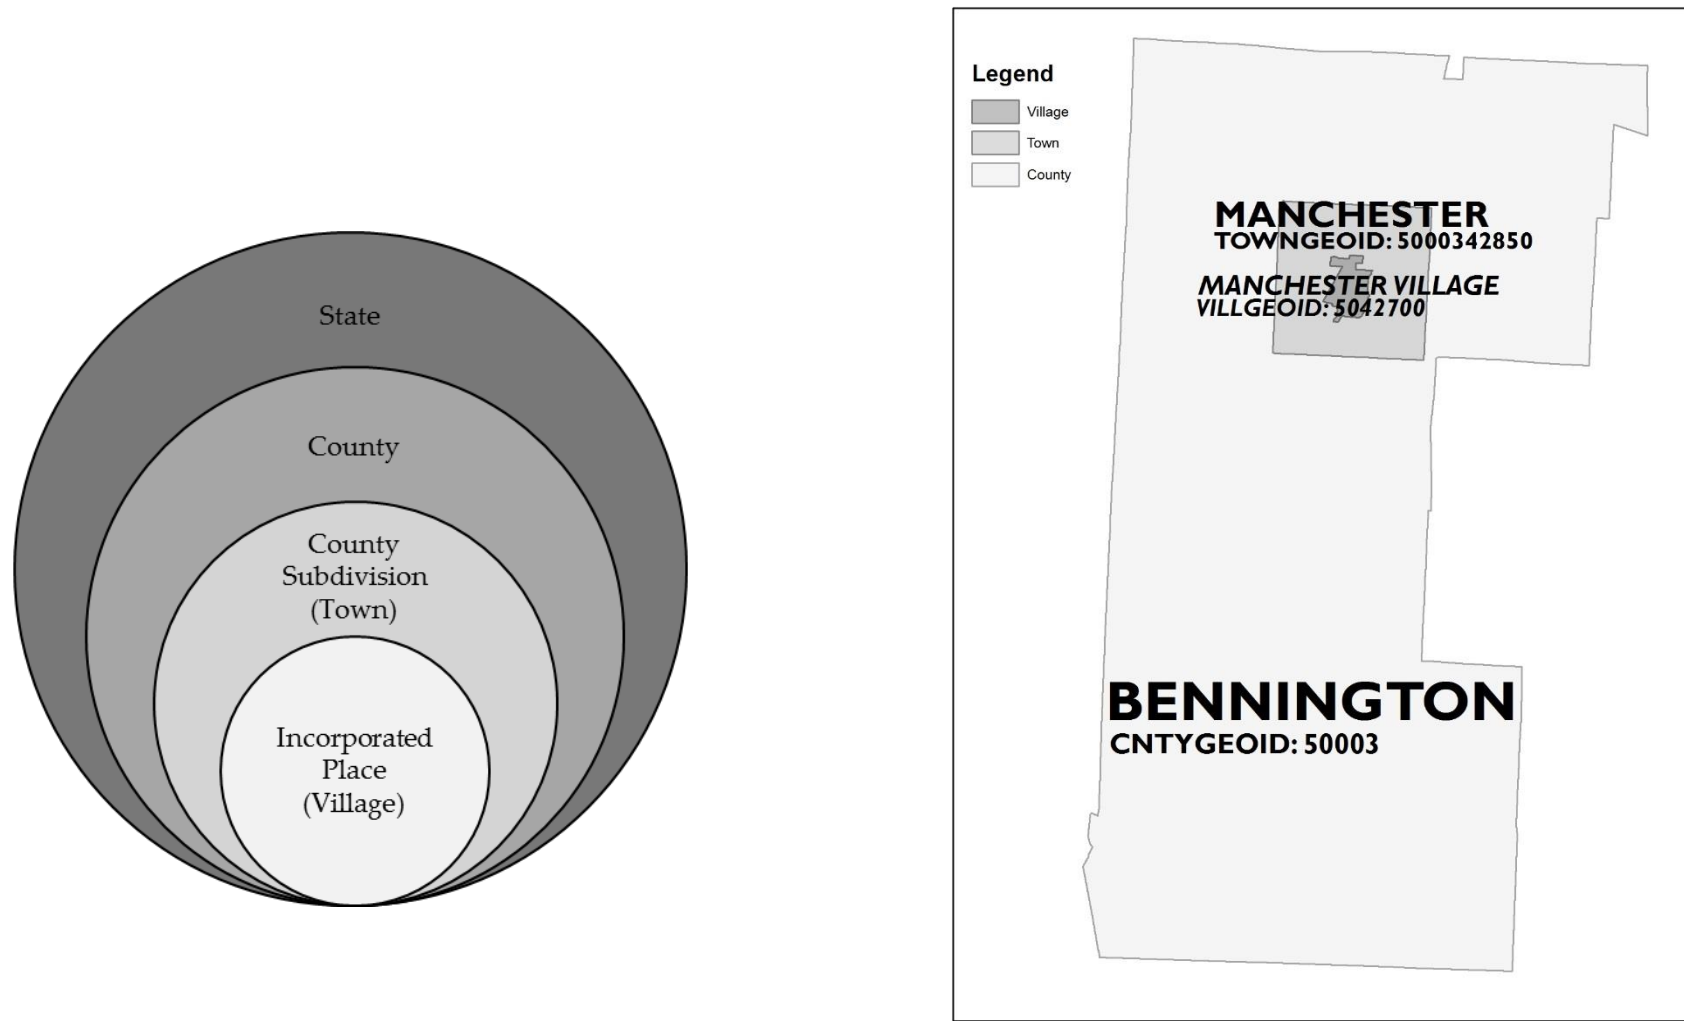 State
County
County
Subdivision
(Town)
Incorporated
Place
(Village)
Legend
Village
Town
County
MANCHESTER
TOWNGEOID: 5000342850
MANCHESTER VILLAGE
VILLGEOID: 5042700
BENNINGTON
CNTYGEOID: 50003